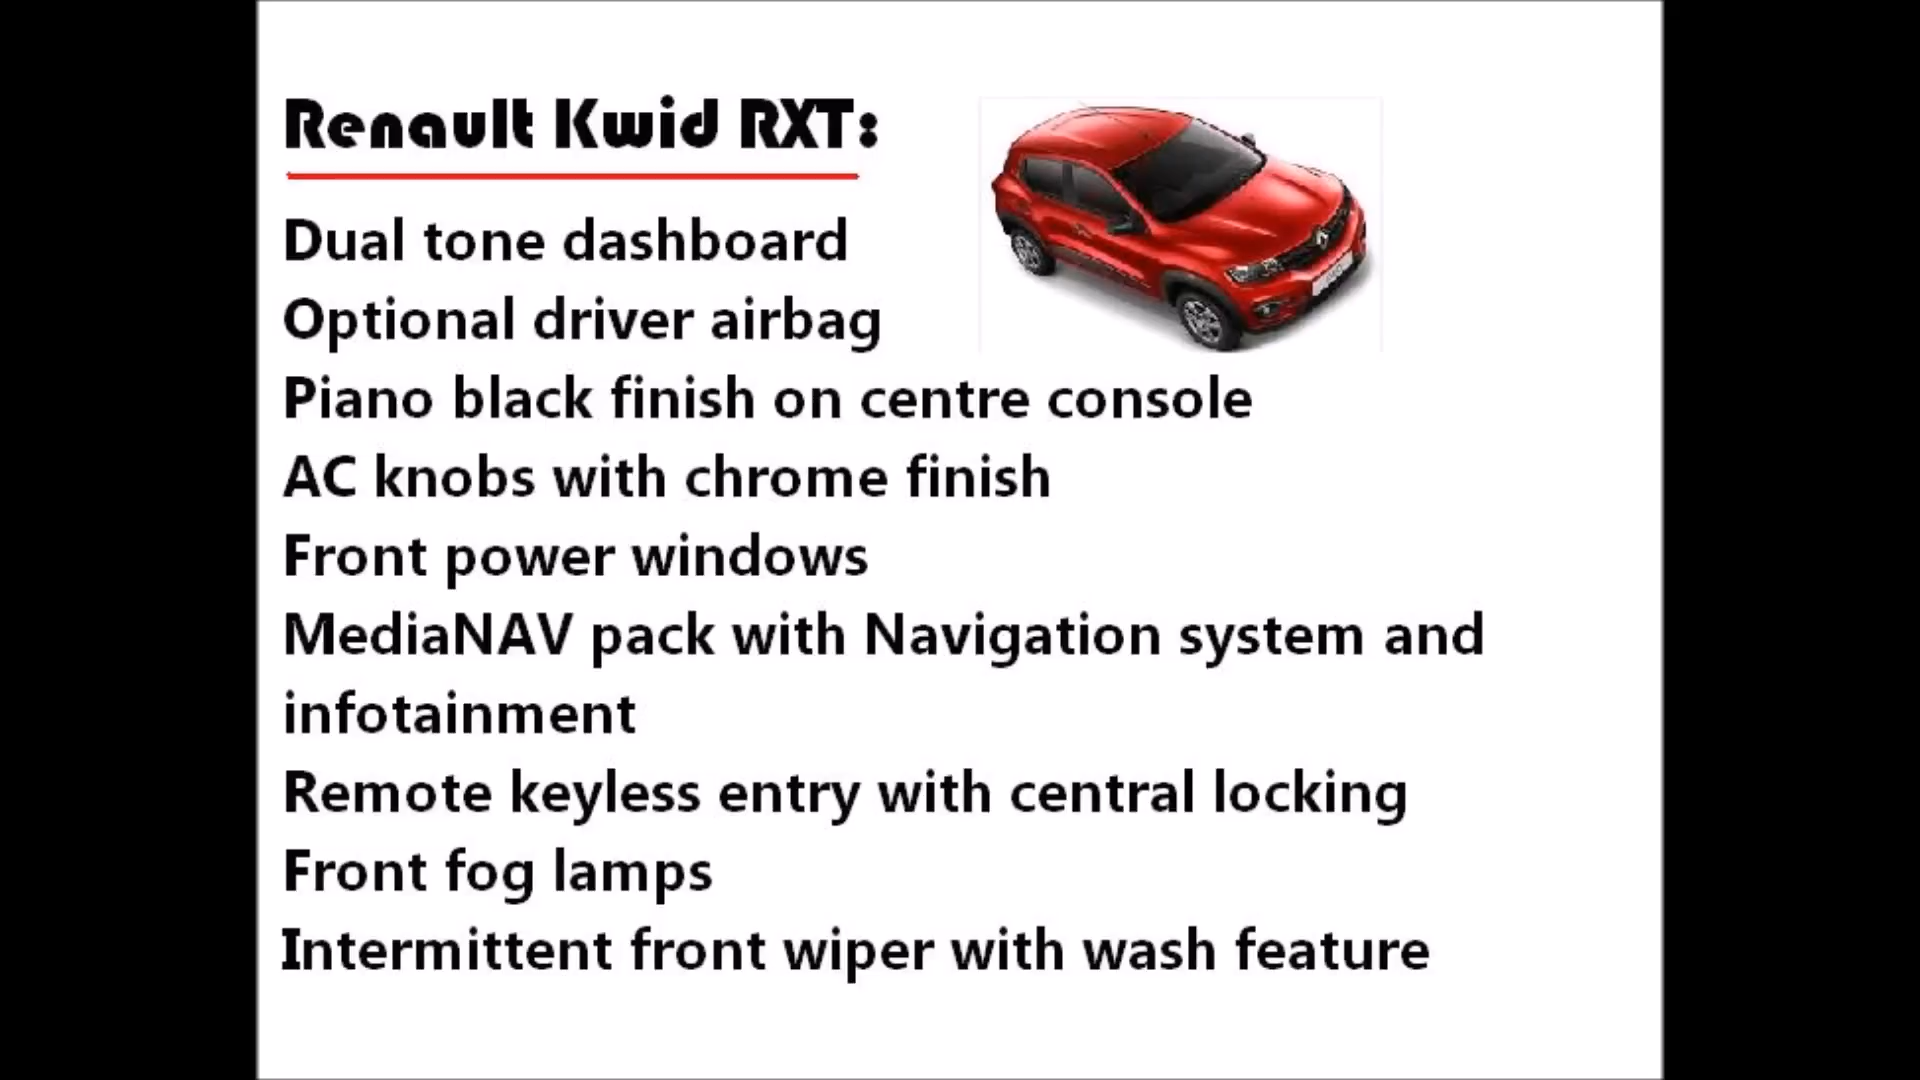 Renault Kwid RXT:
Dual tone dashboard
Optional driver airbag
Piano black finish on centre console
AC knobs with chrome finish
Front power windows
MediaNAV pack with Navigation system and
infotainment
Remote keyless entry with central locking
Front fog lamps
Intermittent front wiper with wash feature